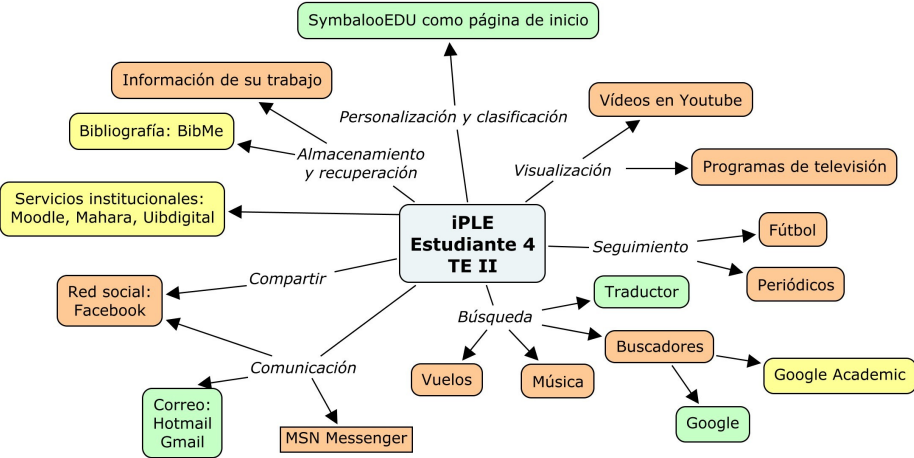 SymbalooEDU como página de inicio
Información de su trabajo
Vídeos en Youtube
Personalización y clasificación
Bibliografía: BibMe
Almacenamiento
y recuperación
Visualización
Programas de televisión
Servicios institucionales:
Moodle, Mahara, Uibdigital
iPLE
Estudiante 4
TE II
Fútbol
Seguimiento
Periódicos
Compartir
Red social:
Facebook
Traductor
Búsqueda
Buscadores
Comunicación
Vuelos
Música
Google Academic
Correo:
Hotmail
Gmail
MSN Messenger
Google